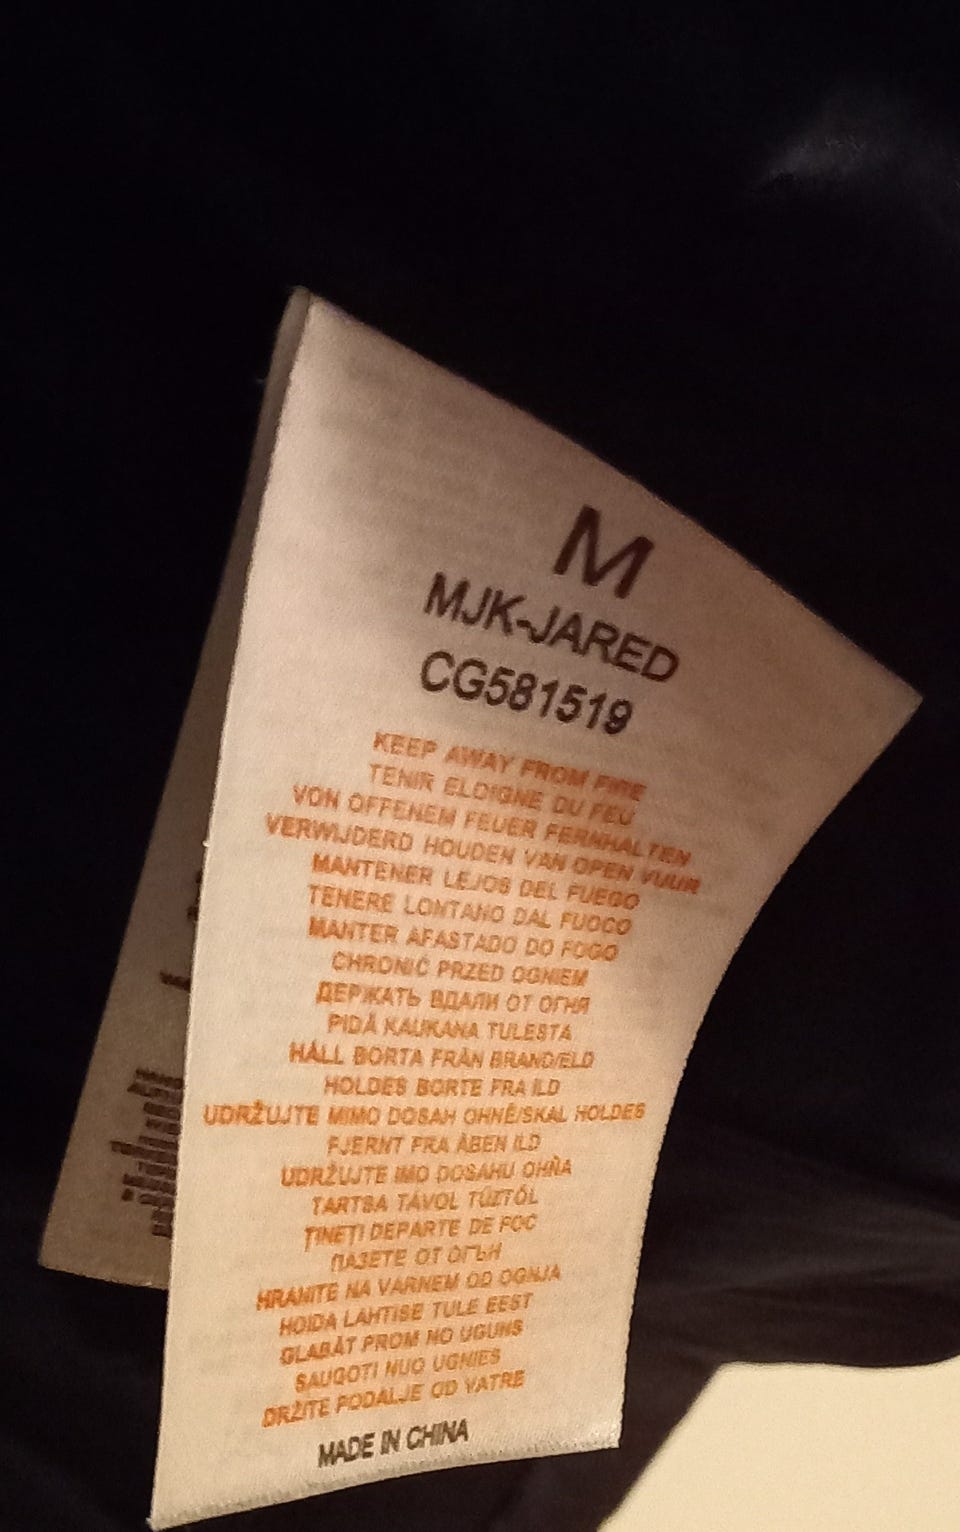 M
MJK-JARED
CG581519
KEEP AWAY FROM FIRE
TENIR ELOIGNE DU FEU
VON OFFENEM FEUER FERNHALTEN
VERWIJDERD HOUDEN VAN OPEN VUUR
MANTENER LEJOS DEL FUEGO
TENERE LONTANO DAL FUOCO
MANTER AFASTADO DO FOGO
CHRONIĆ PRZED OGNIEM
ДЕРЖАТЬ ВДАЛИ ОТ ОГНЯ
PIDÄ KAUKANA TULESTA
HÅLL BORTA FRÅN BRAND/ELD
HOLDES BORTE FRA ILD
UDRŽUJTE MIMO DOSAH OHNĚ/SKAL HOLDES
FJERNT FRA ÅBEN ILD
UDRŽUJTE IMO DOSAHU OHŇA
TARTSA TÁVOL TŰZTŐL
ȚINEȚI DEPARTE DE FOC
ПАЗЕТЕ ОТ ОГЪН
HRANITE NA VARNEM OD OGNJA
HOIDA LAHTISE TULE EEST
GLABĀT PROM NO UGUNS
SAUGOTI NUO UGNIES
DRŽITE PODALJE OD VATRE
MADE IN CHINA